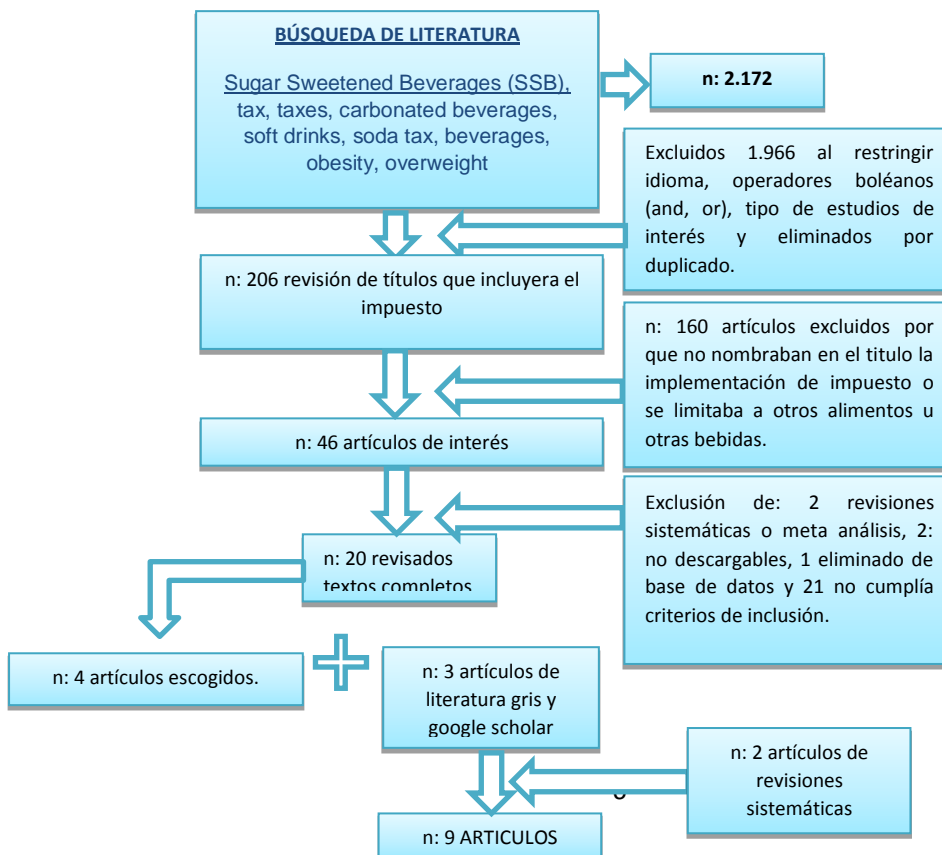 BÚSQUEDA DE LITERATURA
Sugar Sweetened Beverages (SSB),
tax, taxes, carbonated beverages,
soft drinks, soda tax, beverages,
obesity, overweight
n: 2.172
Excluidos 1.966 al restringir
idioma, operadores boléanos
(and, or), tipo de estudios de
interés y eliminados por
duplicado.
n: 206 revisión de títulos que incluyera el
impuesto
n: 160 artículos excluidos por
que no nombraban en el titulo la
implementación de impuesto o
se limitaba a otros alimentos u
otras bebidas.
n: 46 artículos de interés
Exclusión de: 2 revisiones
sistemáticas o meta análisis, 2:
no descargables, 1 eliminado de
base de datos y 21 no cumplía
criterios de inclusión.
n: 20 revisados
textos completos
n: 4 artículos escogidos.
n: 3 artículos de
literatura gris y
google scholar
n: 2 artículos de
revisiones
sistemáticas
n: 9 ARTICULOS